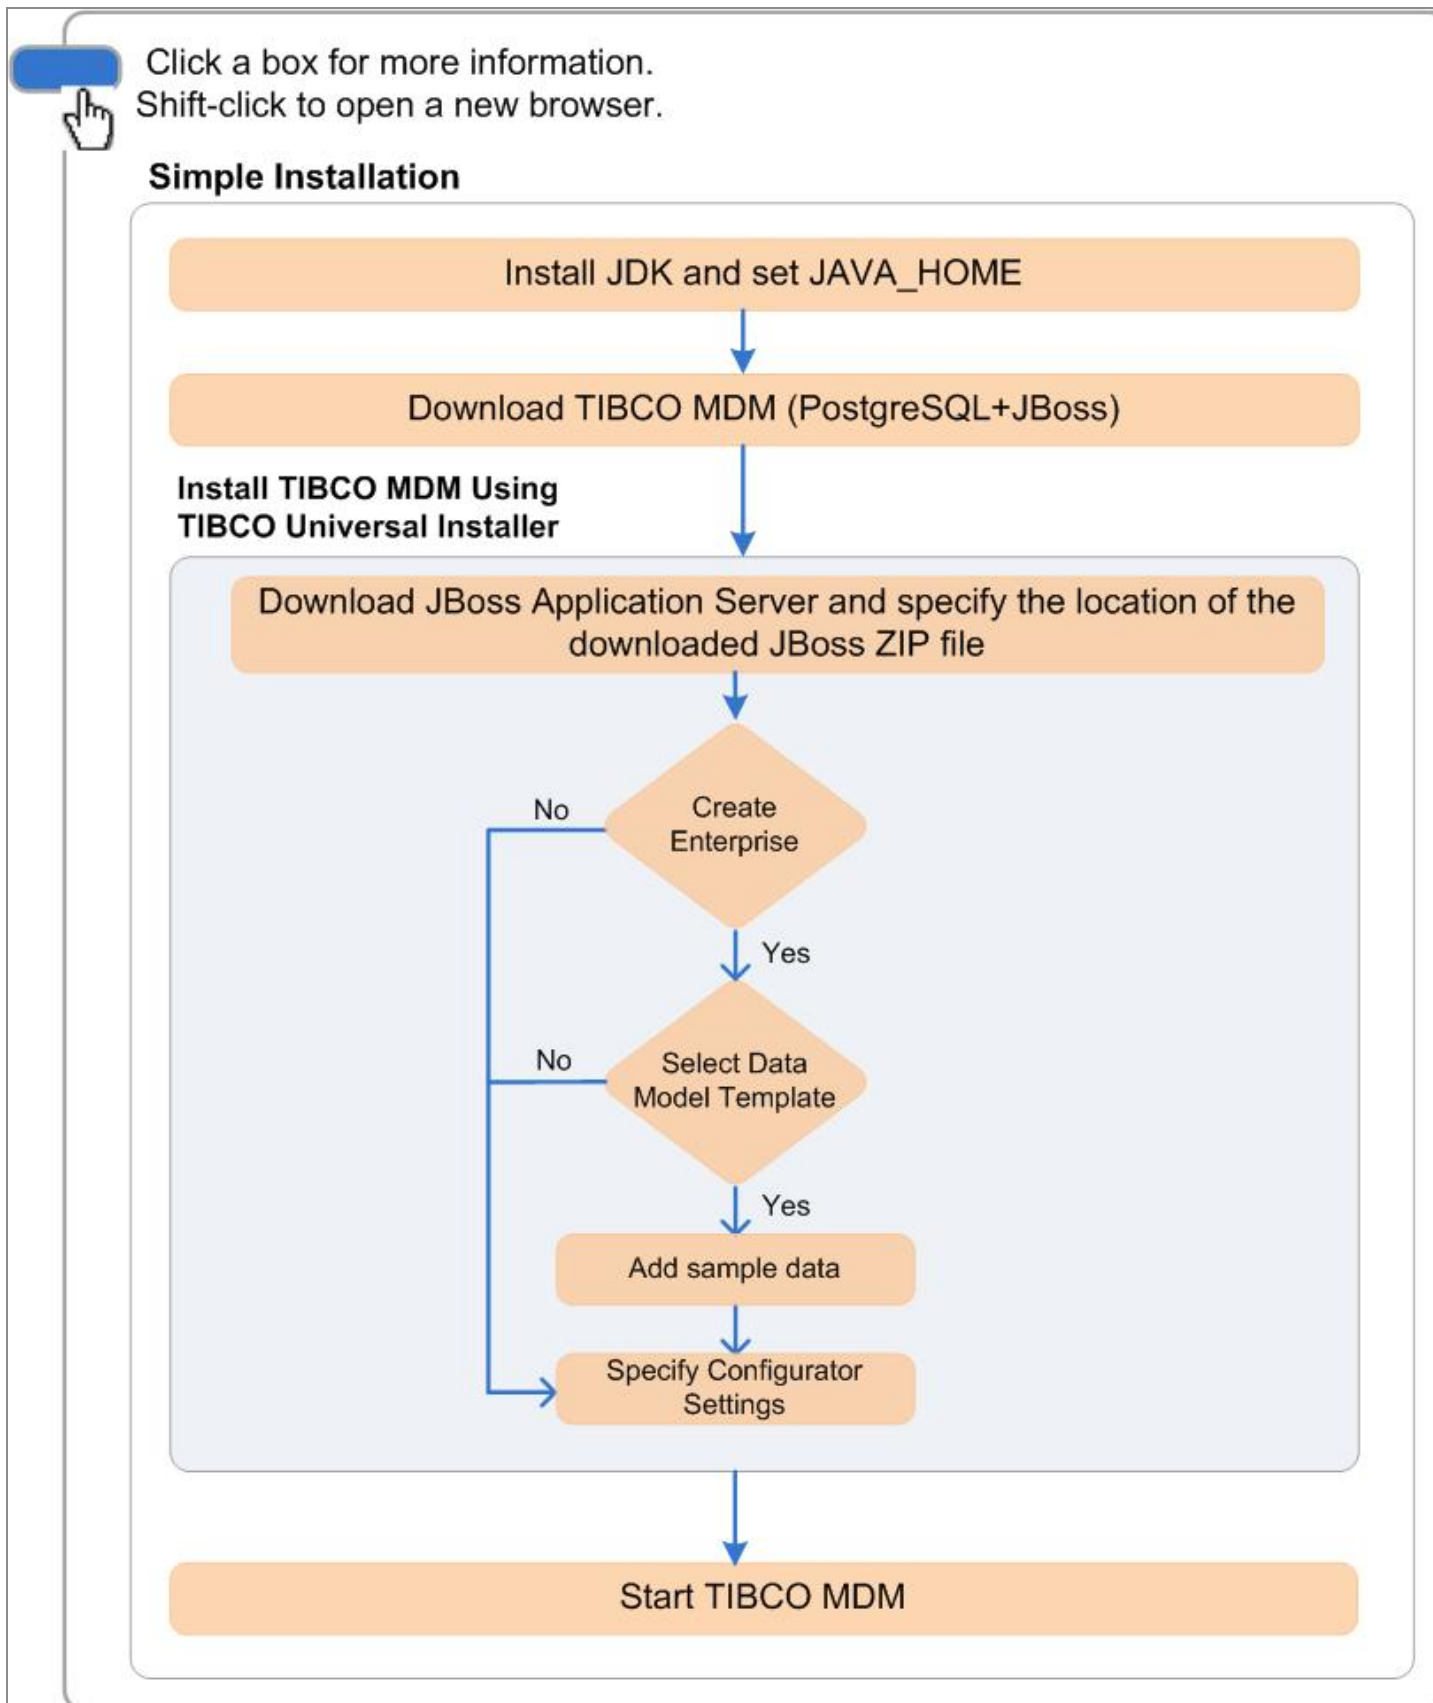 Click a box for more information.
Shift-click to open a new browser.
Simple Installation
Install JDK and set JAVA_HOME
Download TIBCO MDM (PostgreSQL+JBoss)
Install TIBCO MDM Using
TIBCO Universal Installer
Download JBoss Application Server and specify the location of the
downloaded JBoss ZIP file
Create
Enterprise
No
Yes
Select Data
Model Template
No
Yes
Add sample data
Specify Configurator
Settings
Start TIBCO MDM